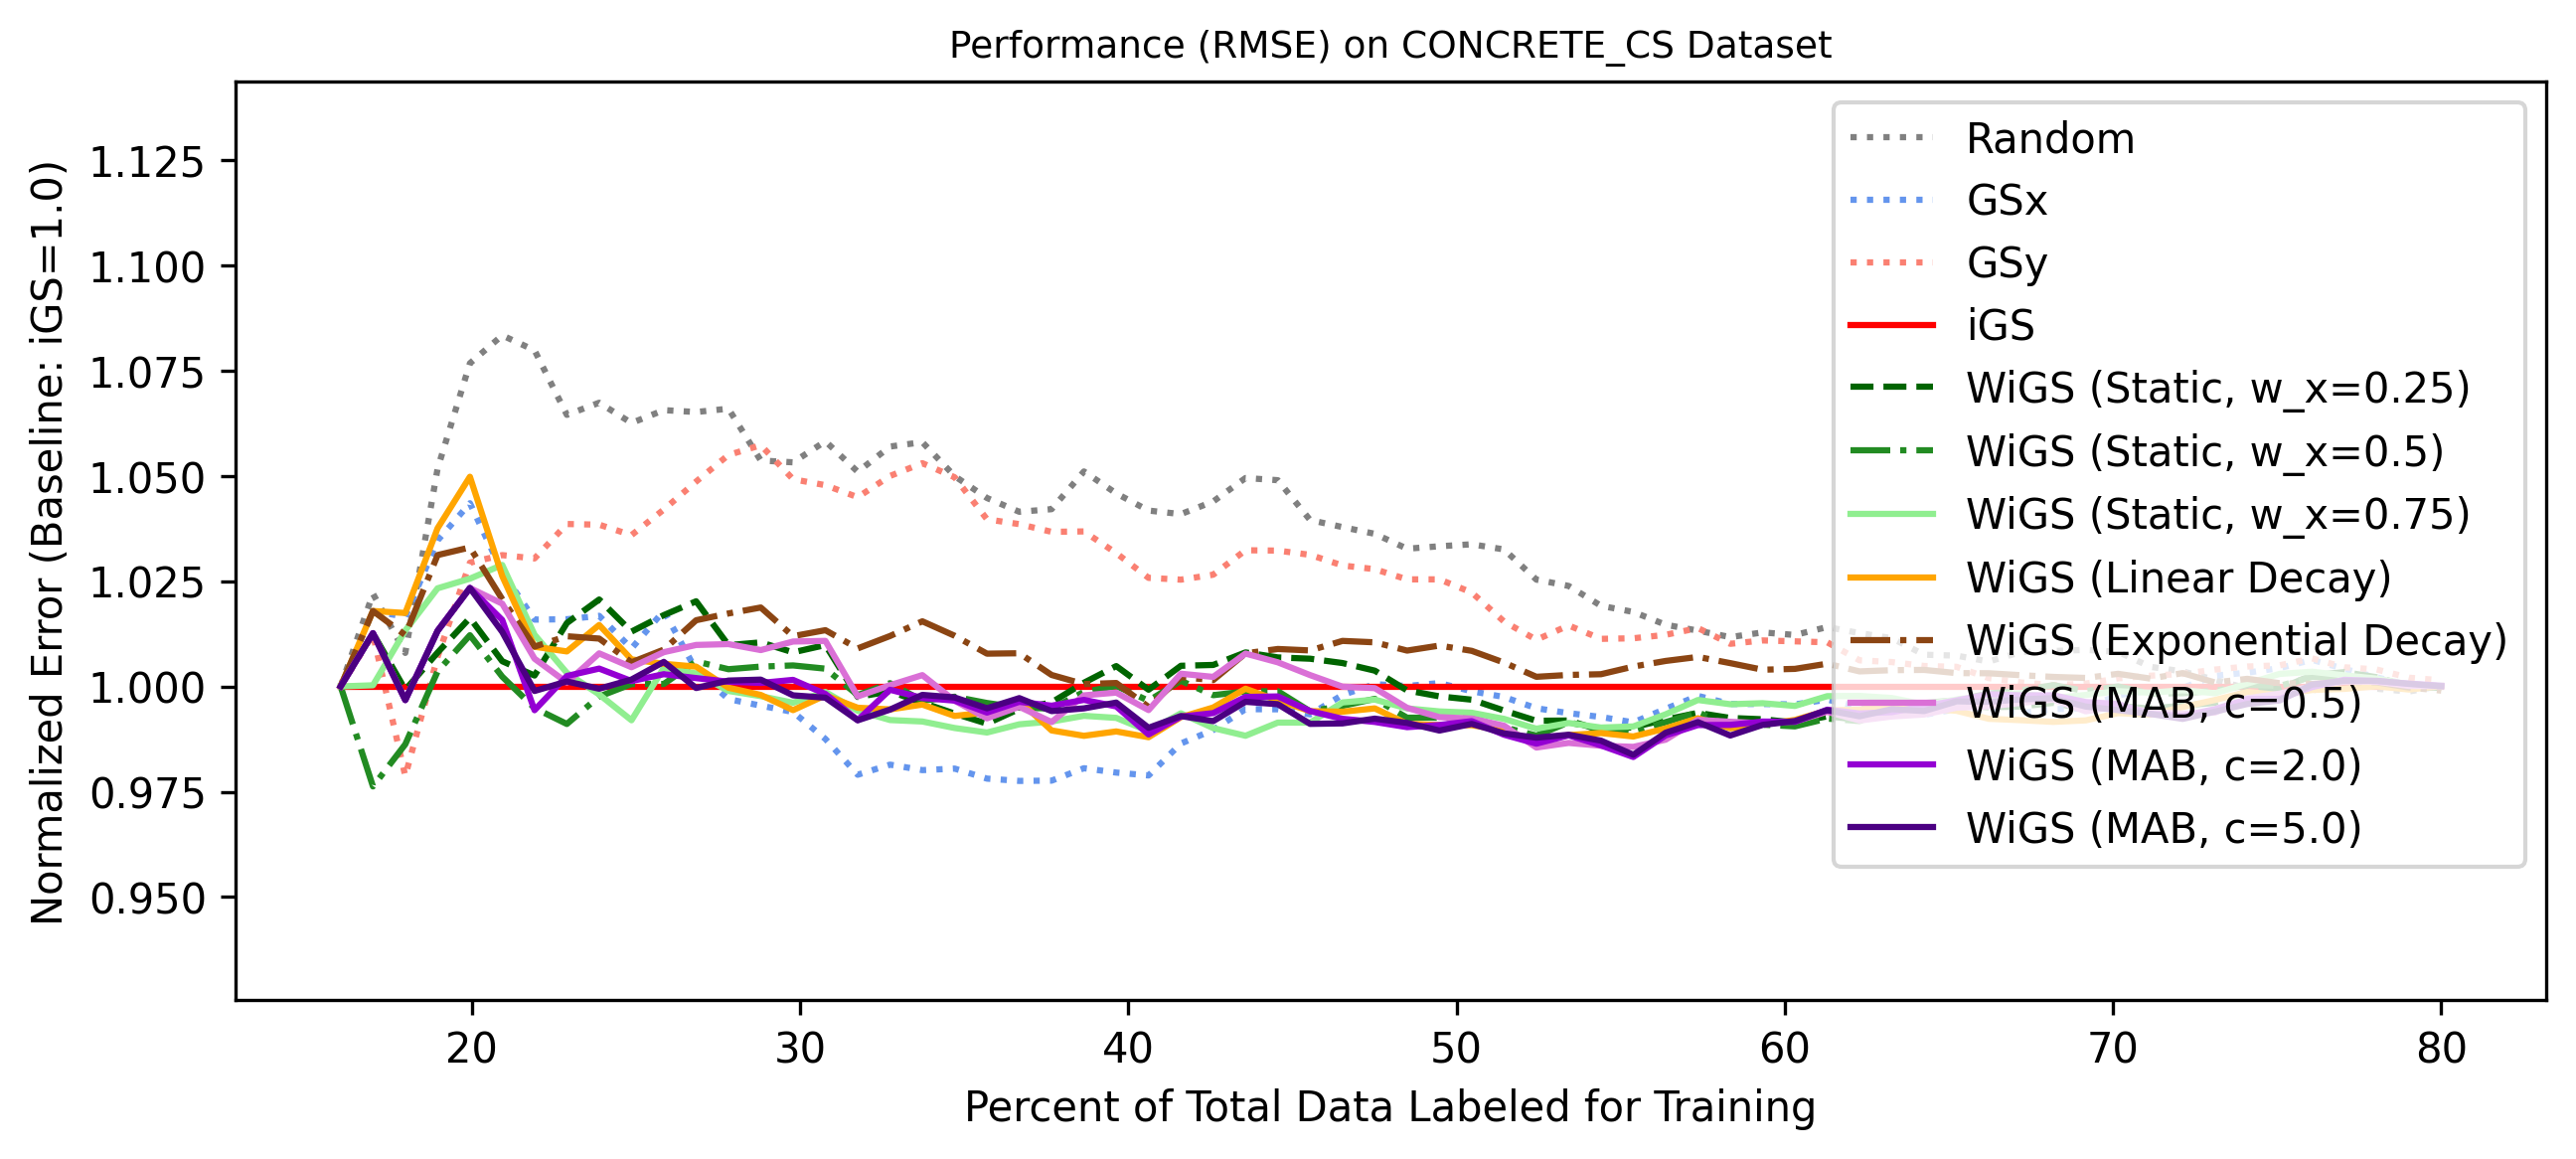 Performance (RMSE) on CONCRETE_CS Dataset
Normalized Error (Baseline: iGS=1.0)
1.125
1.100
1.075
1.050
1.025
1.000
0.975
0.950
Random
GSx
GSy
iGS
WiGS (Static, w_x=0.25)
WiGS (Static, w_x=0.5)
WiGS (Static, w_x=0.75)
WiGS (Linear Decay)
WiGS (Exponential Decay)
WiGS (MAB, c=0.5)
WiGS (MAB, c=2.0)
WiGS (MAB, c=5.0)
20 30 40 50 60 70 80
Percent of Total Data Labeled for Training